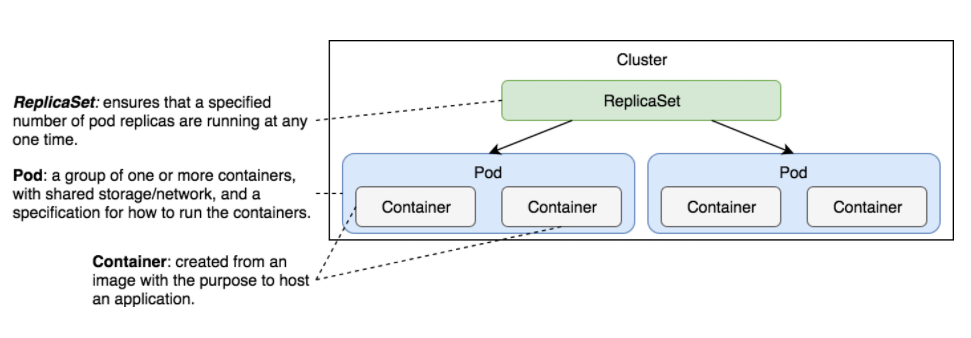 Cluster
ReplicaSet
ReplicaSet: ensures that a specified
number of pod replicas are running at any
one time.
Pod: a group of one or more containers,
with shared storage/network, and a
specification for how to run the containers.
Pod
Container
Container
Pod
Container
Container
Container: created from an
image with the purpose to host
an application.